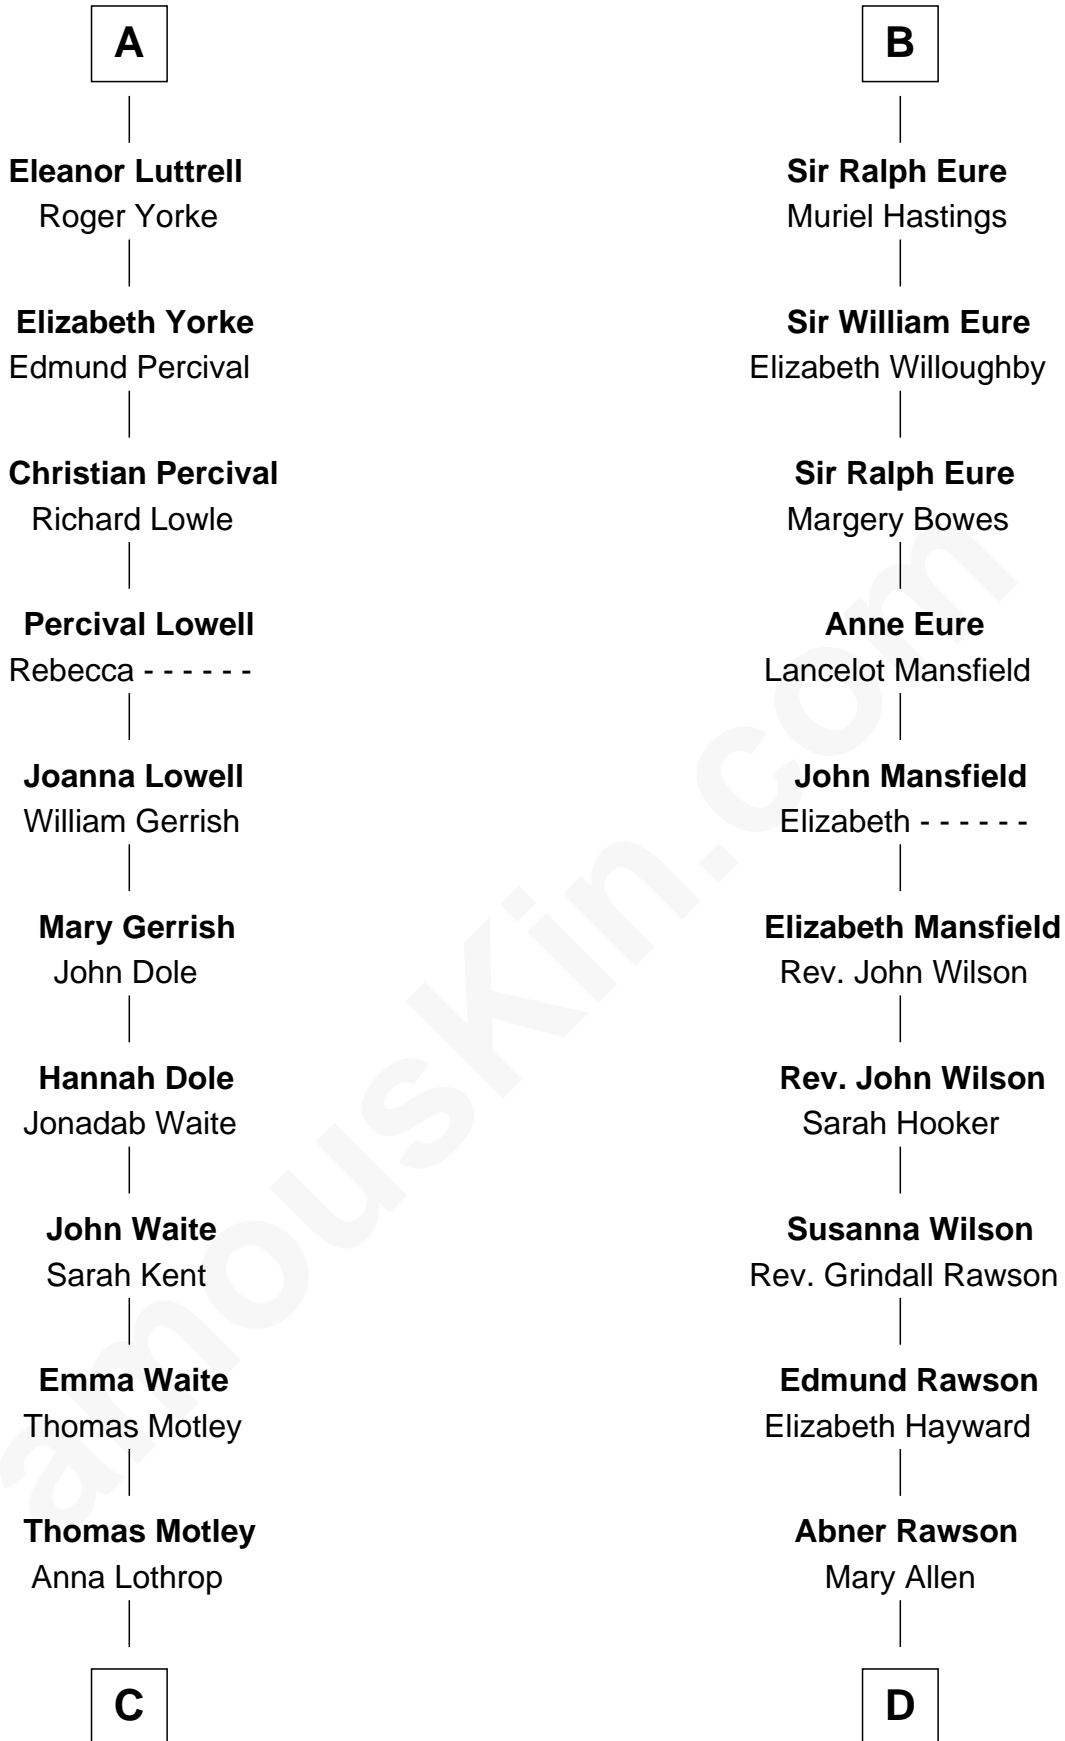 A
Eleanor Luttrell
Roger Yorke
Elizabeth Yorke
Edmund Percival
Christian Percival
Richard Lowle
Percival Lowell
Rebecca - - - - - -
Joanna Lowell
William Gerrish
Mary Gerrish
John Dole
Hannah Dole
Jonadab Waite
John Waite
Sarah Kent
Emma Waite
Thomas Motley
Thomas Motley
Anna Lothrop
C
B
Sir Ralph Eure
Muriel Hastings
Sir William Eure
Elizabeth Willoughby
Sir Ralph Eure
Margery Bowes
Anne Eure
Lancelot Mansfield
John Mansfield
Elizabeth - - - - - -
Elizabeth Mansfield
Rev. John Wilson
Rev. John Wilson
Sarah Hooker
Susanna Wilson
Rev. Grindall Rawson
Edmund Rawson
Elizabeth Hayward
Abner Rawson
Mary Allen
D
amousKin.com